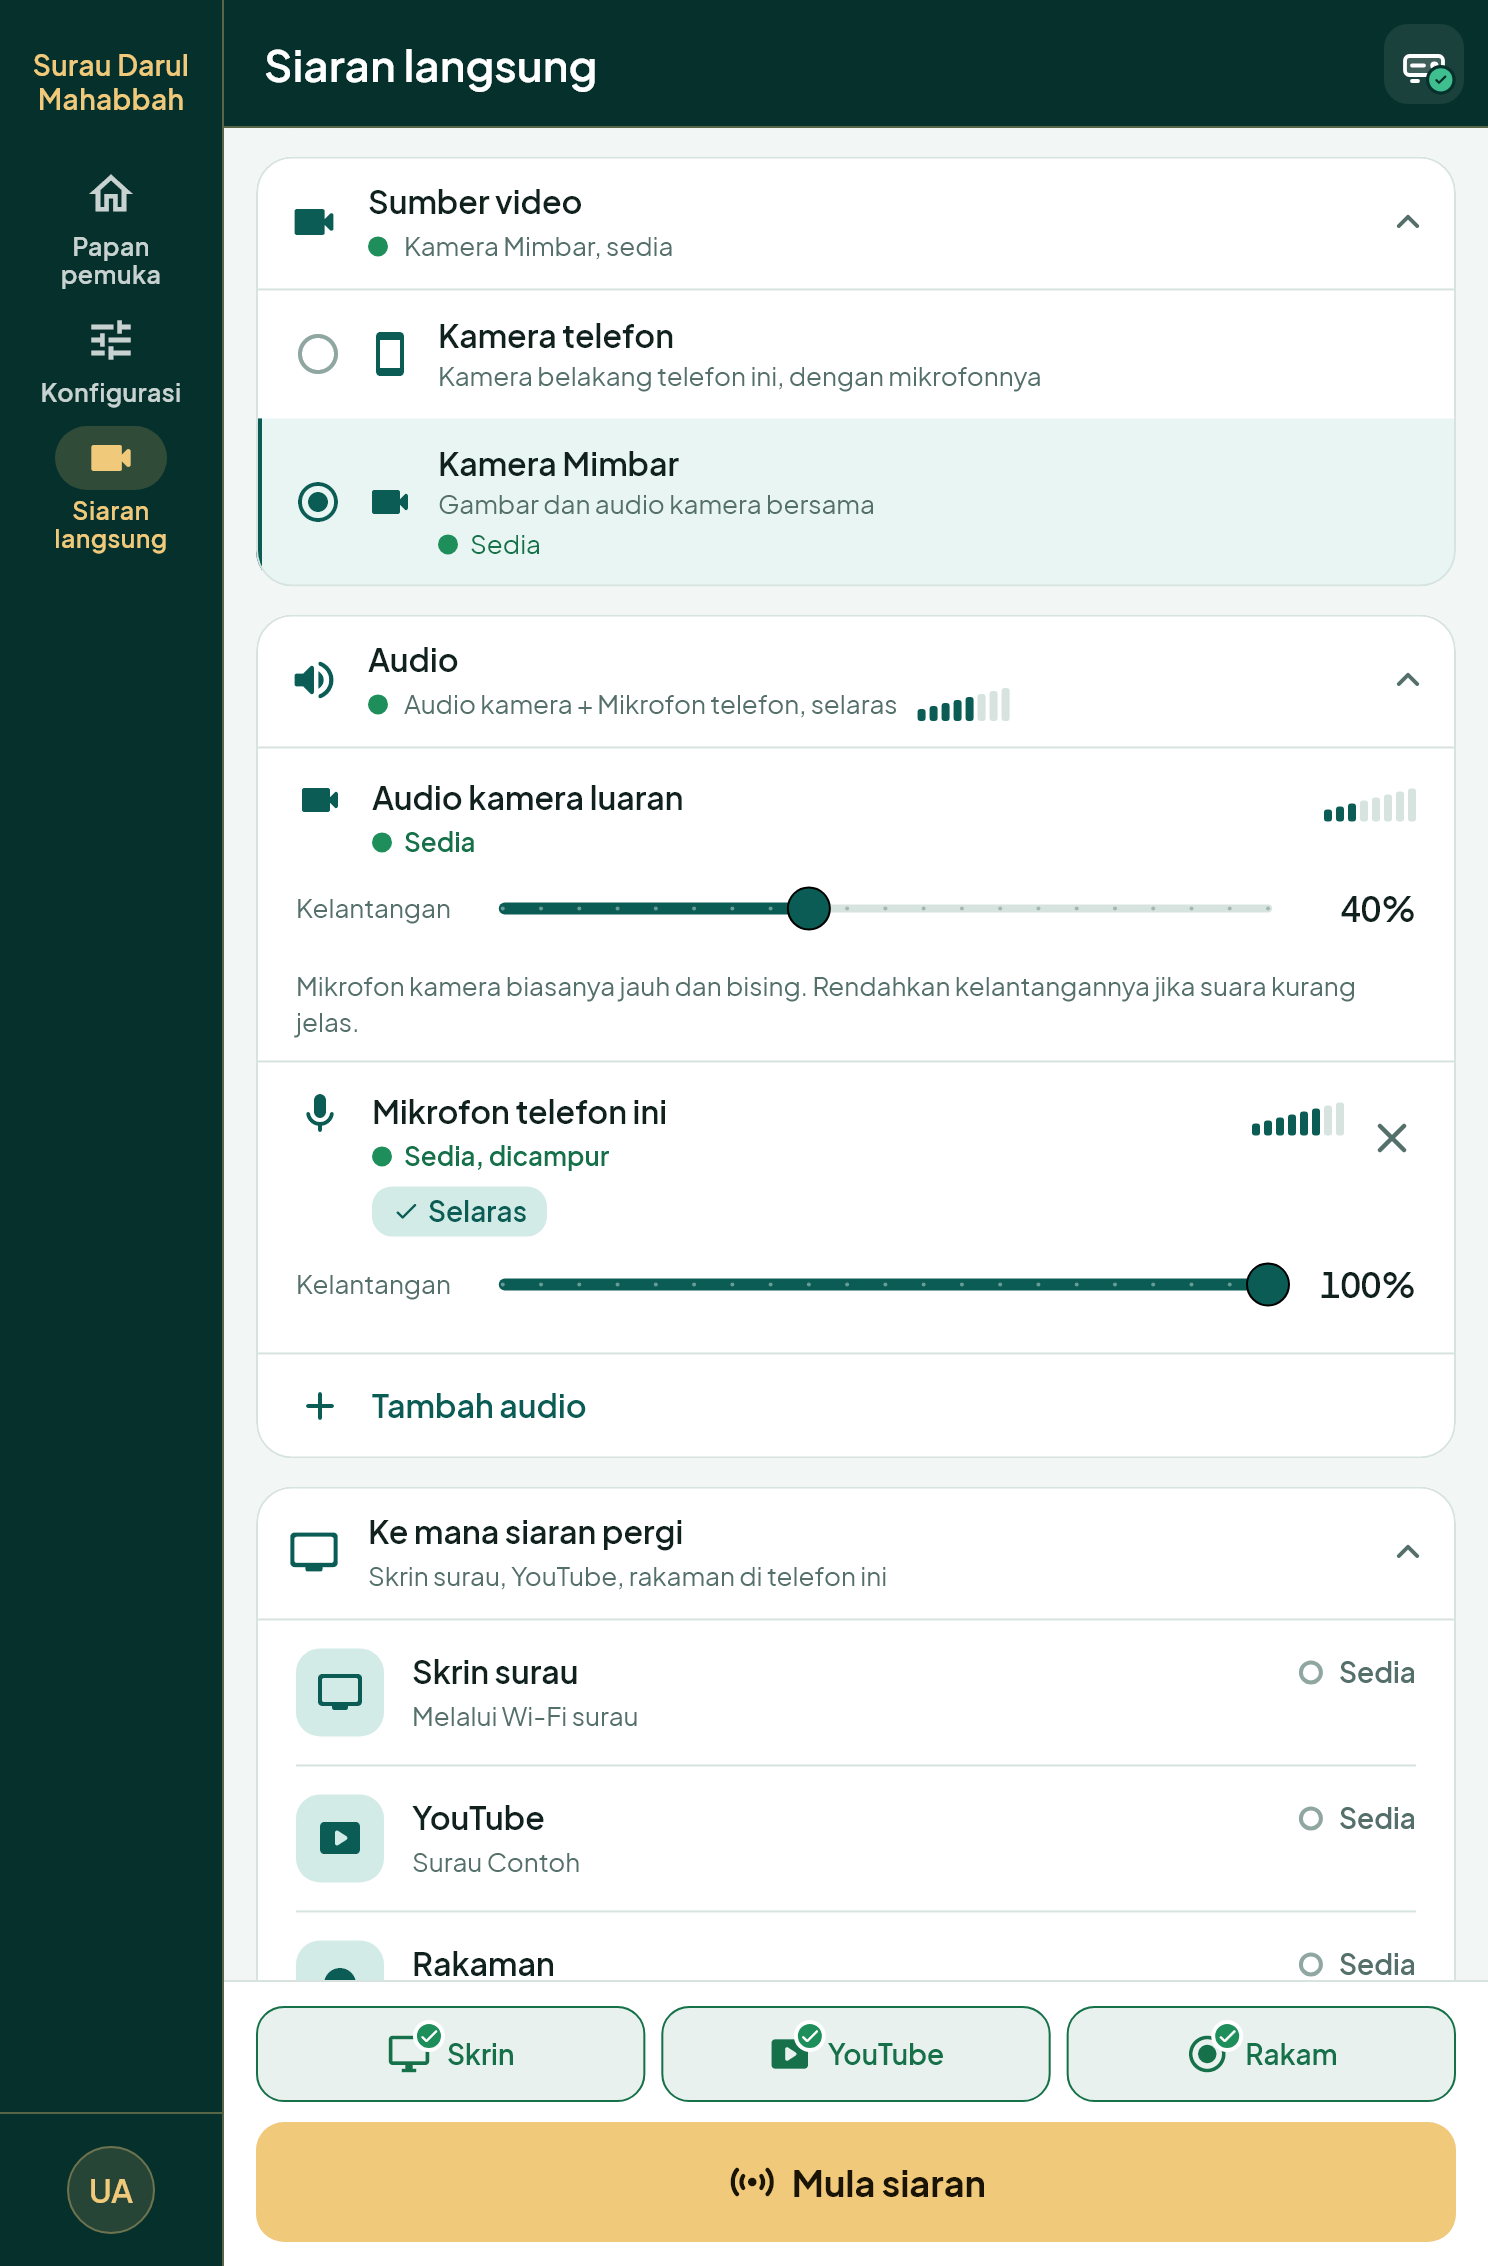 Surau Darul
Mahabbah
Papan
pemuka
Konfigurasi
Siaran
langsung
UA
Siaran langsung
Sumber video
Kamera Mimbar, sedia
Kamera telefon
Kamera belakang telefon ini, dengan mikrofonnya
Kamera Mimbar
Gambar dan audio kamera bersama
Sedia
Audio
Audio kamera + Mikrofon telefon, selaras
Audio kamera luaran
Sedia
Kelantangan
40%
Mikrofon kamera biasanya jauh dan bising. Rendahkan kelantangannya jika suara kurang
jelas.
Mikrofon telefon ini
Sedia, dicampur
Selaras
Kelantangan
100%
Tambah audio
Ke mana siaran pergi
Skrin surau, YouTube, rakaman di telefon ini
Skrin surau
Sedia
Melalui Wi-Fi surau
YouTube
Sedia
Surau Contoh
Rakaman
Sedia
Skrin
YouTube
Rakam
Mula siaran